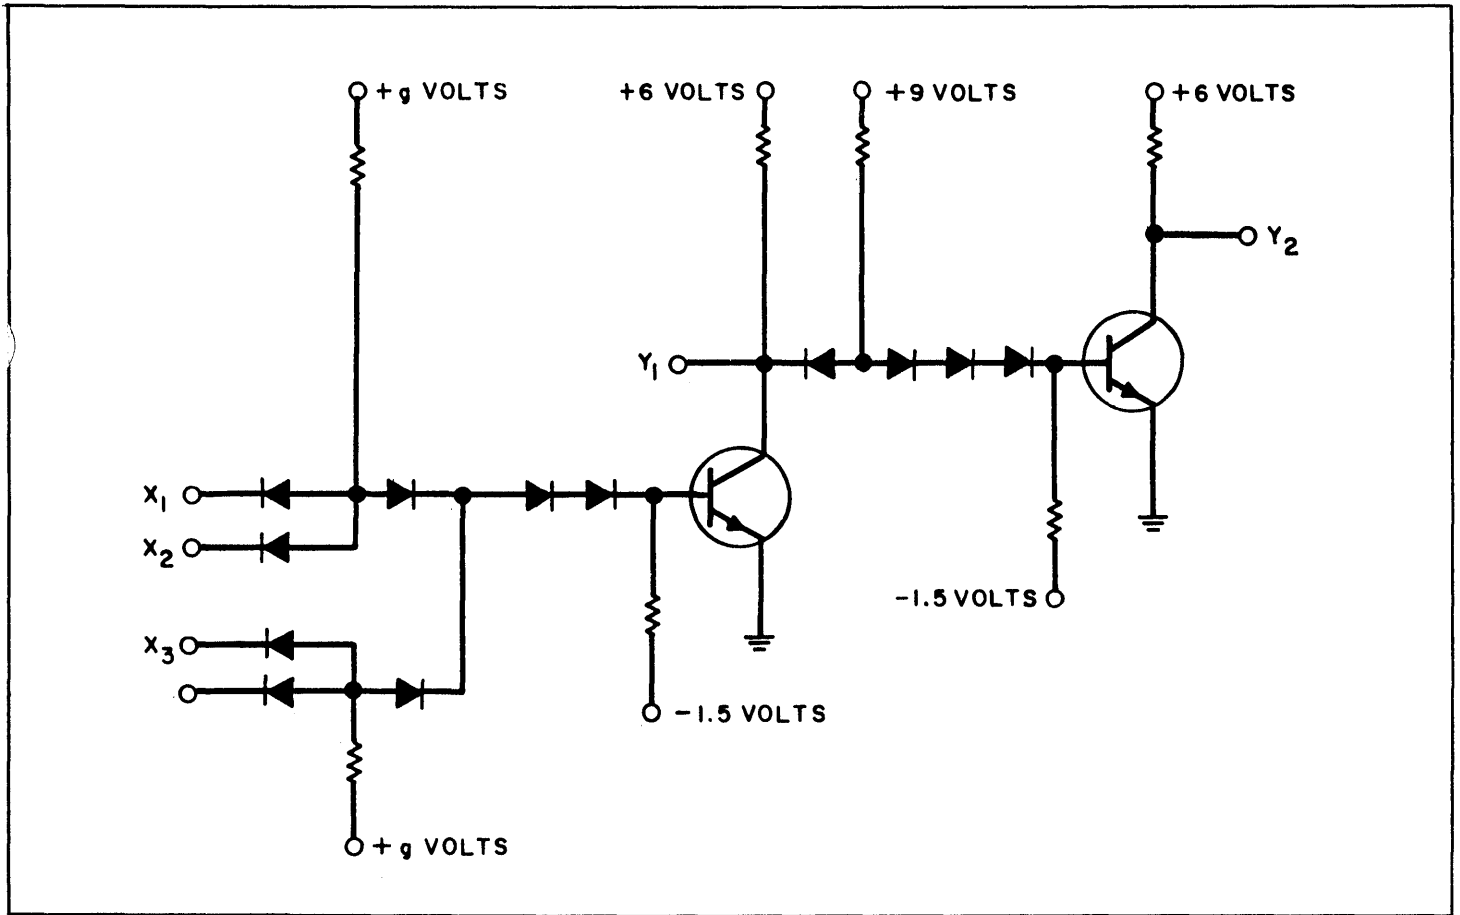 +g VOLTS
+6 VOLTS
+9 VOLTS
+6 VOLTS
Y2
Y1
X1
X2
X3
-1.5 VOLTS
-1.5 VOLTS
+g VOLTS